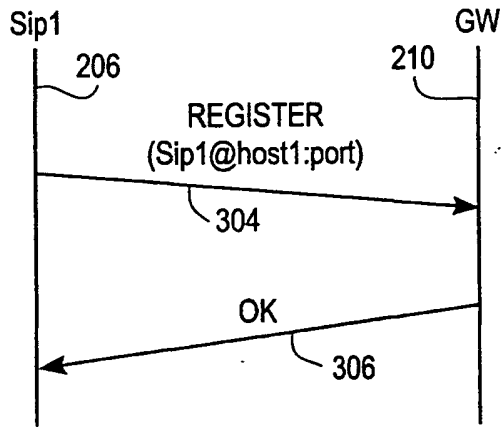 Sip1
GW
206
210
REGISTER
(Sip1@host1:port)
304
OK
306